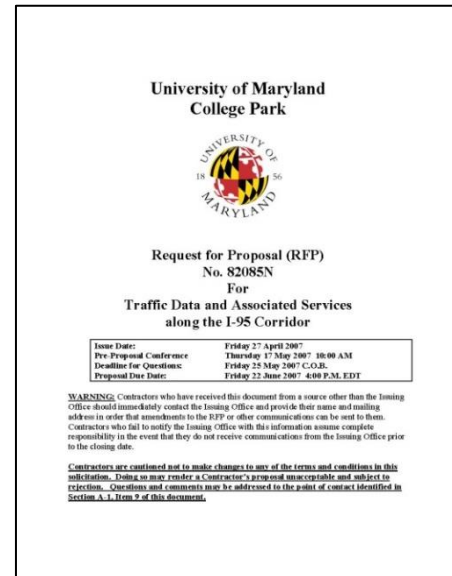 University of Maryland
College Park
UNIVERSITY OF
18 56
MARYLAND
Request for Proposal (RFP)
No. 82085N
For
Traffic Data and Associated Services
along the I-95 Corridor
Issue Date: Friday 27 April 2007
Pre-Proposal Conference Thursday 17 May 2007 10:00 AM
Deadline for Questions: Friday 25 May 2007 C.O.B.
Proposal Due Date: Friday 22 June 2007 4:00 P.M. EDT
WARNING: Contractors who have received this document from a source other than the Issuing
Office should immediately contact the Issuing Office and provide their name and mailing
address in order that amendments to the RFP or other communications can be sent to them.
Contractors who fail to notify the Issuing Office with this information assume complete
responsibility in the event that they do not receive communications from the Issuing Office prior
to the closing date.
Contractors are cautioned not to make changes to any of the terms and conditions in this
solicitation. Doing so may render a Contractor's proposal unacceptable and subject to
rejection. Questions and comments may be addressed to the point of contact identified in
Section A-1, Item 9 of this document.